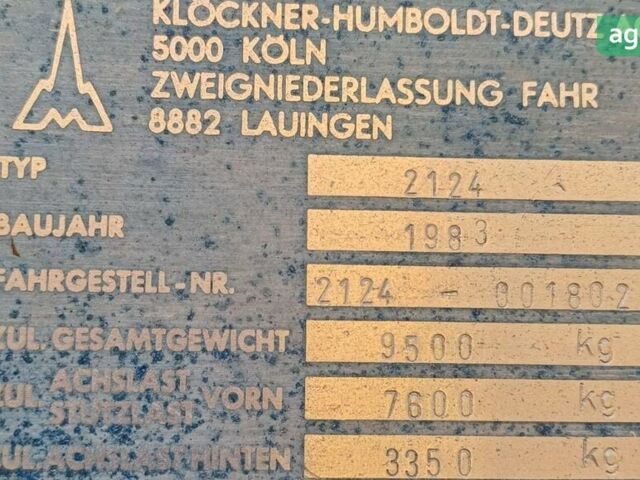 KLÖCKNER-HUMBOLDT-DEUTZ A
5000 KÖLN
ZWEIGNIEDERLASSUNG FAHR
8882 LAUINGEN
TYP 2124
BAUJAHR 1983
FAHRGESTELL-NR. 2124 - 001802
ZUL. GESAMTGEWICHT 9500 kg
ZUL. ACHSLAST STÜTZLAST VORN 7600 kg
ZUL. ACHSLAST HINTEN 3350 kg
ag